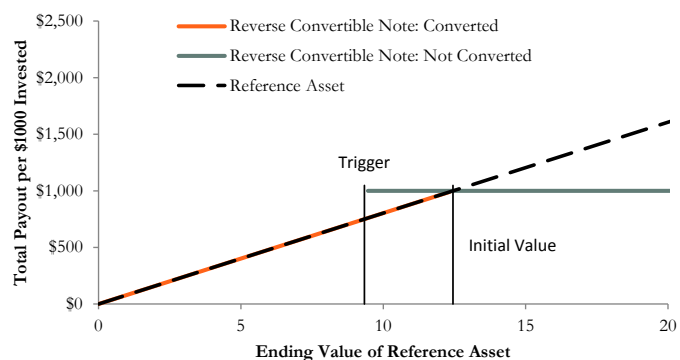 $2,500
$2,000
$1,500
$1,000
$500
$0
Total Payout per $1000 Invested
Reverse Convertible Note: Converted
Reverse Convertible Note: Not Converted
Reference Asset
Trigger
Initial Value
0
5
10
15
20
Ending Value of Reference Asset